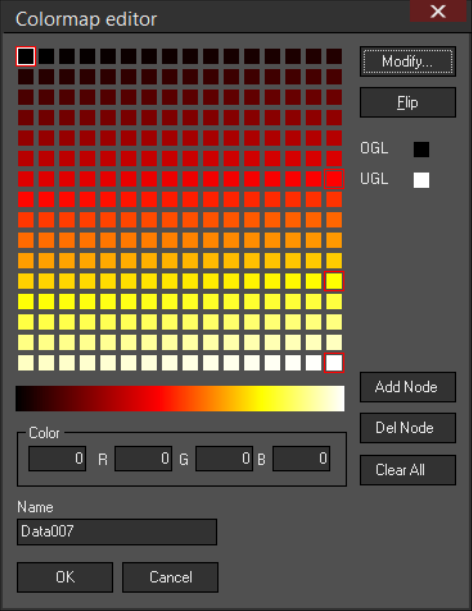 Colormap editor
Modify...
Flip
OGL
UGL
Add Node
Color
0 R 0 G 0 B 0
Del Node
Clear All
Name
Data007
OK Cancel